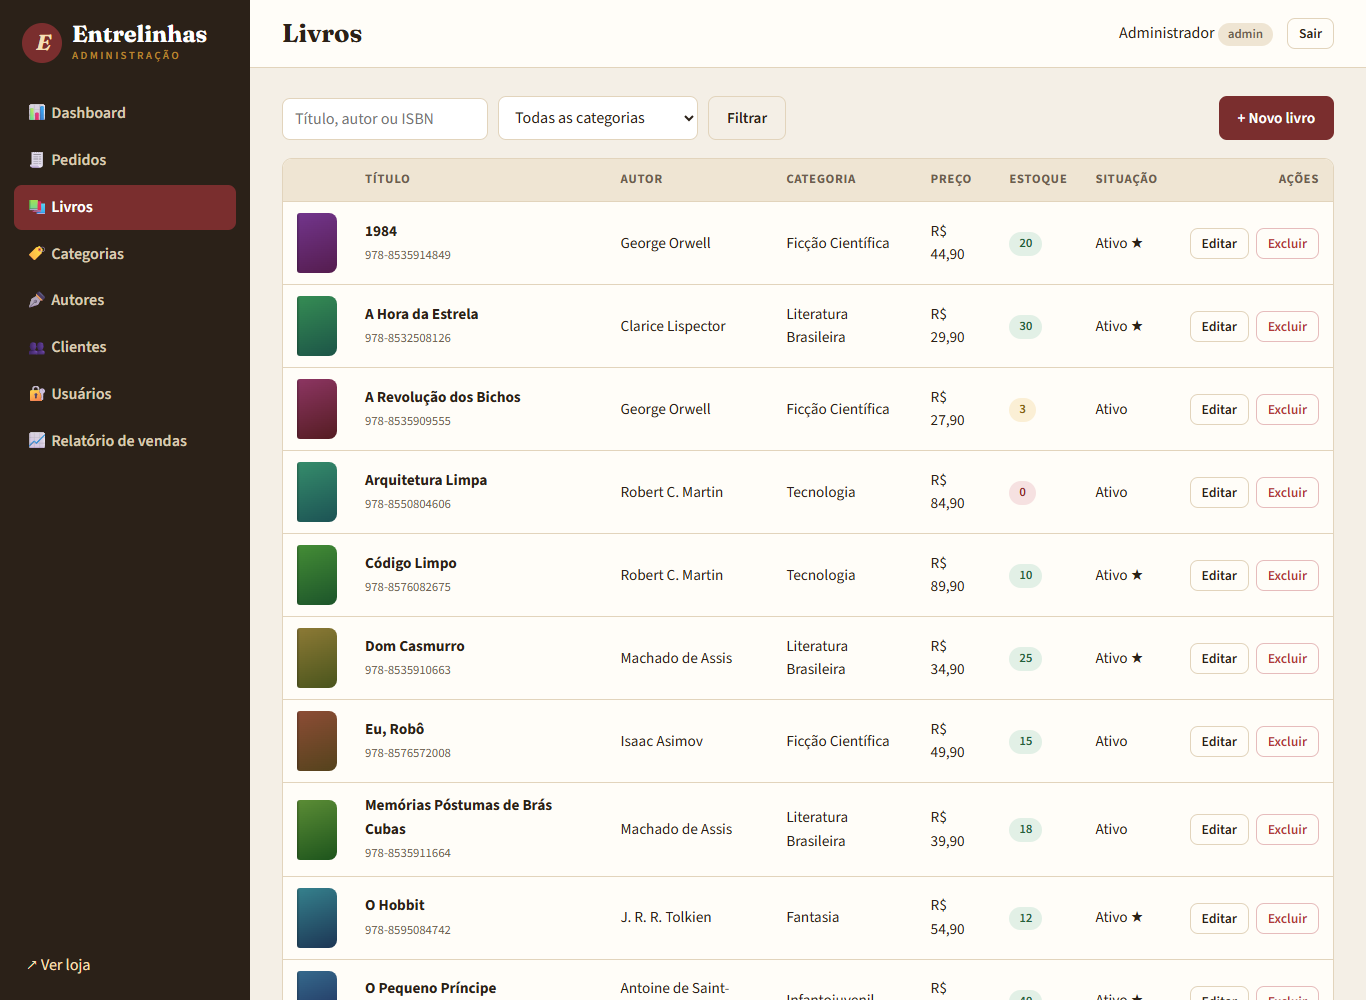 E
Entrelinhas
ADMINISTRAÇÃO
Dashboard
Pedidos
Livros
Categorias
Autores
Clientes
Usuários
Relatório de vendas
↗ Ver loja
Livros
Administrador admin Sair
Título, autor ou ISBN Todas as categorias Filtrar + Novo livro
TÍTULO AUTOR CATEGORIA PREÇO ESTOQUE SITUAÇÃO AÇÕES
1984
978-8535914849
George Orwell
Ficção Científica
R$
44,90
20
Ativo ★
Editar Excluir
A Hora da Estrela
978-8532508126
Clarice Lispector
Literatura
Brasileira
R$
29,90
30
Ativo ★
Editar Excluir
A Revolução dos Bichos
978-8535909555
George Orwell
Ficção Científica
R$
27,90
3
Ativo
Editar Excluir
Arquitetura Limpa
978-8550804606
Robert C. Martin
Tecnologia
R$
84,90
0
Ativo
Editar Excluir
Código Limpo
978-8576082675
Robert C. Martin
Tecnologia
R$
89,90
10
Ativo ★
Editar Excluir
Dom Casmurro
978-8535910663
Machado de Assis
Literatura
Brasileira
R$
34,90
25
Ativo ★
Editar Excluir
Eu, Robô
978-8576572008
Isaac Asimov
Ficção Científica
R$
49,90
15
Ativo
Editar Excluir
Memórias Póstumas de Brás
Cubas
978-8535911664
Machado de Assis
Literatura
Brasileira
R$
39,90
18
Ativo
Editar Excluir
O Hobbit
978-8595084742
J. R. R. Tolkien
Fantasia
R$
54,90
12
Ativo ★
Editar Excluir
O Pequeno Príncipe
Antoine de Saint-
Infantojuvenil
R$
40
Ativo ★
Editar Excluir